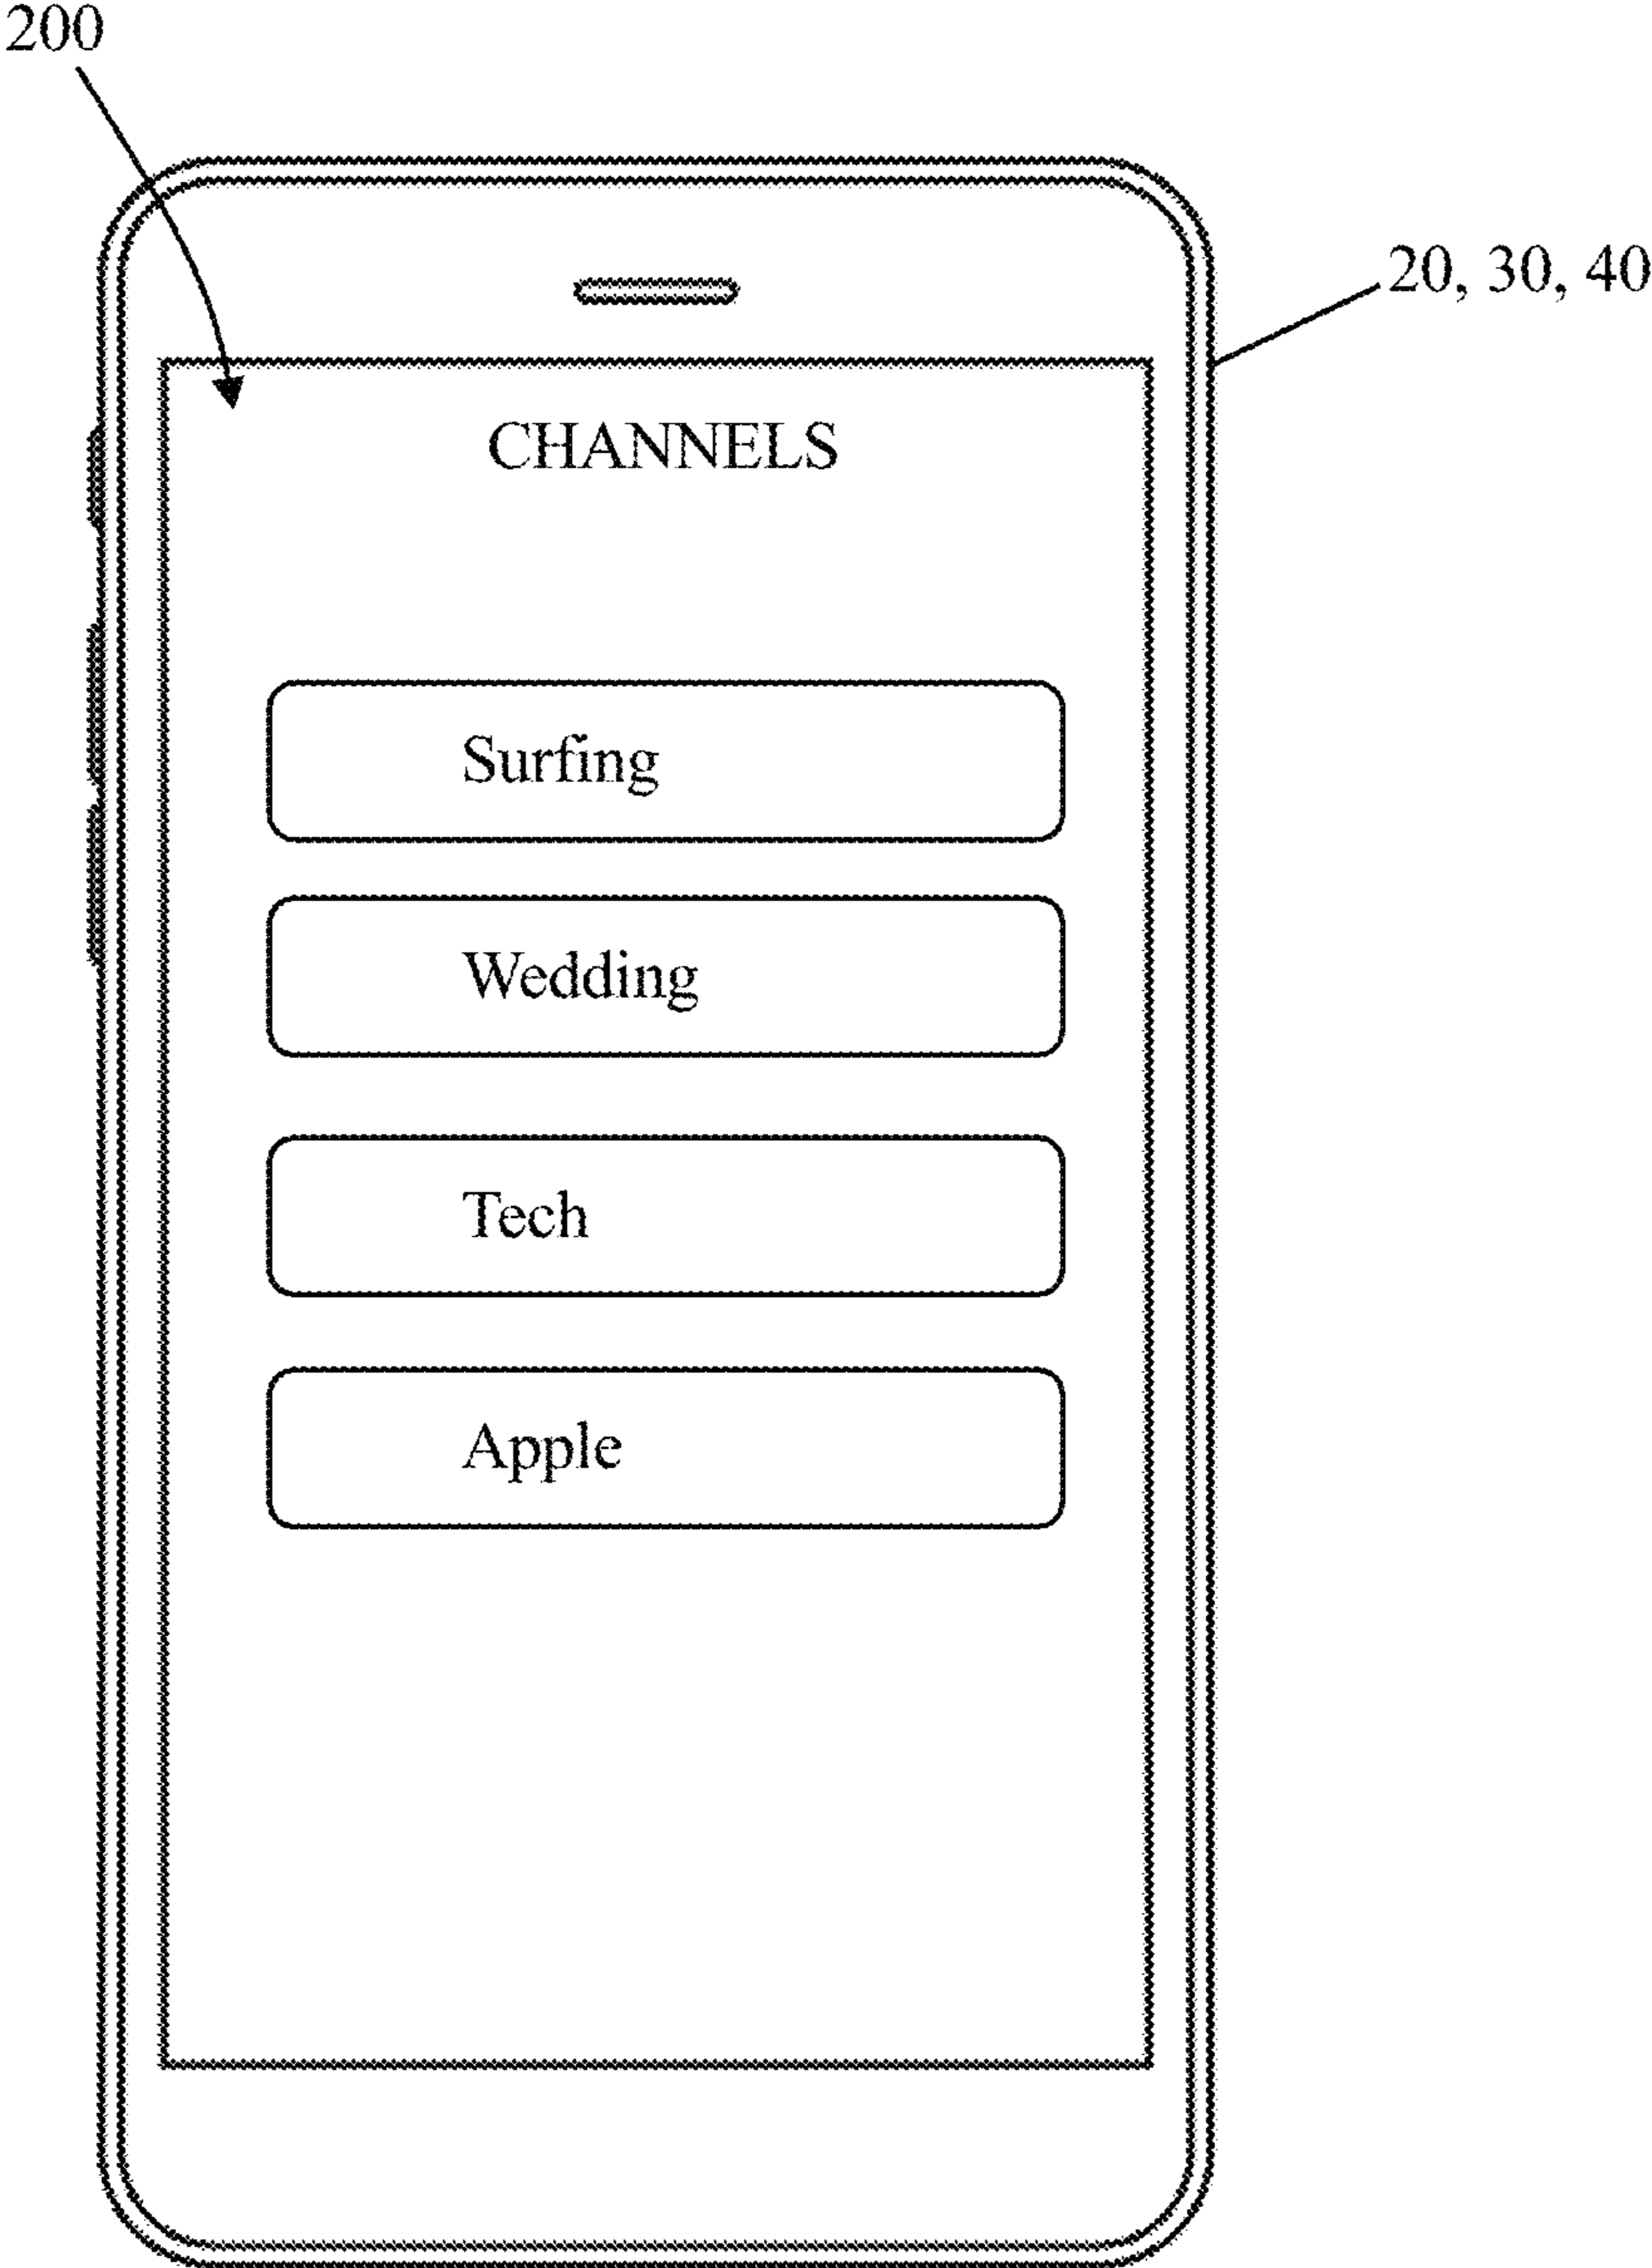 200
20, 30, 40
CHANNELS
Surfing
Wedding
Tech
Apple